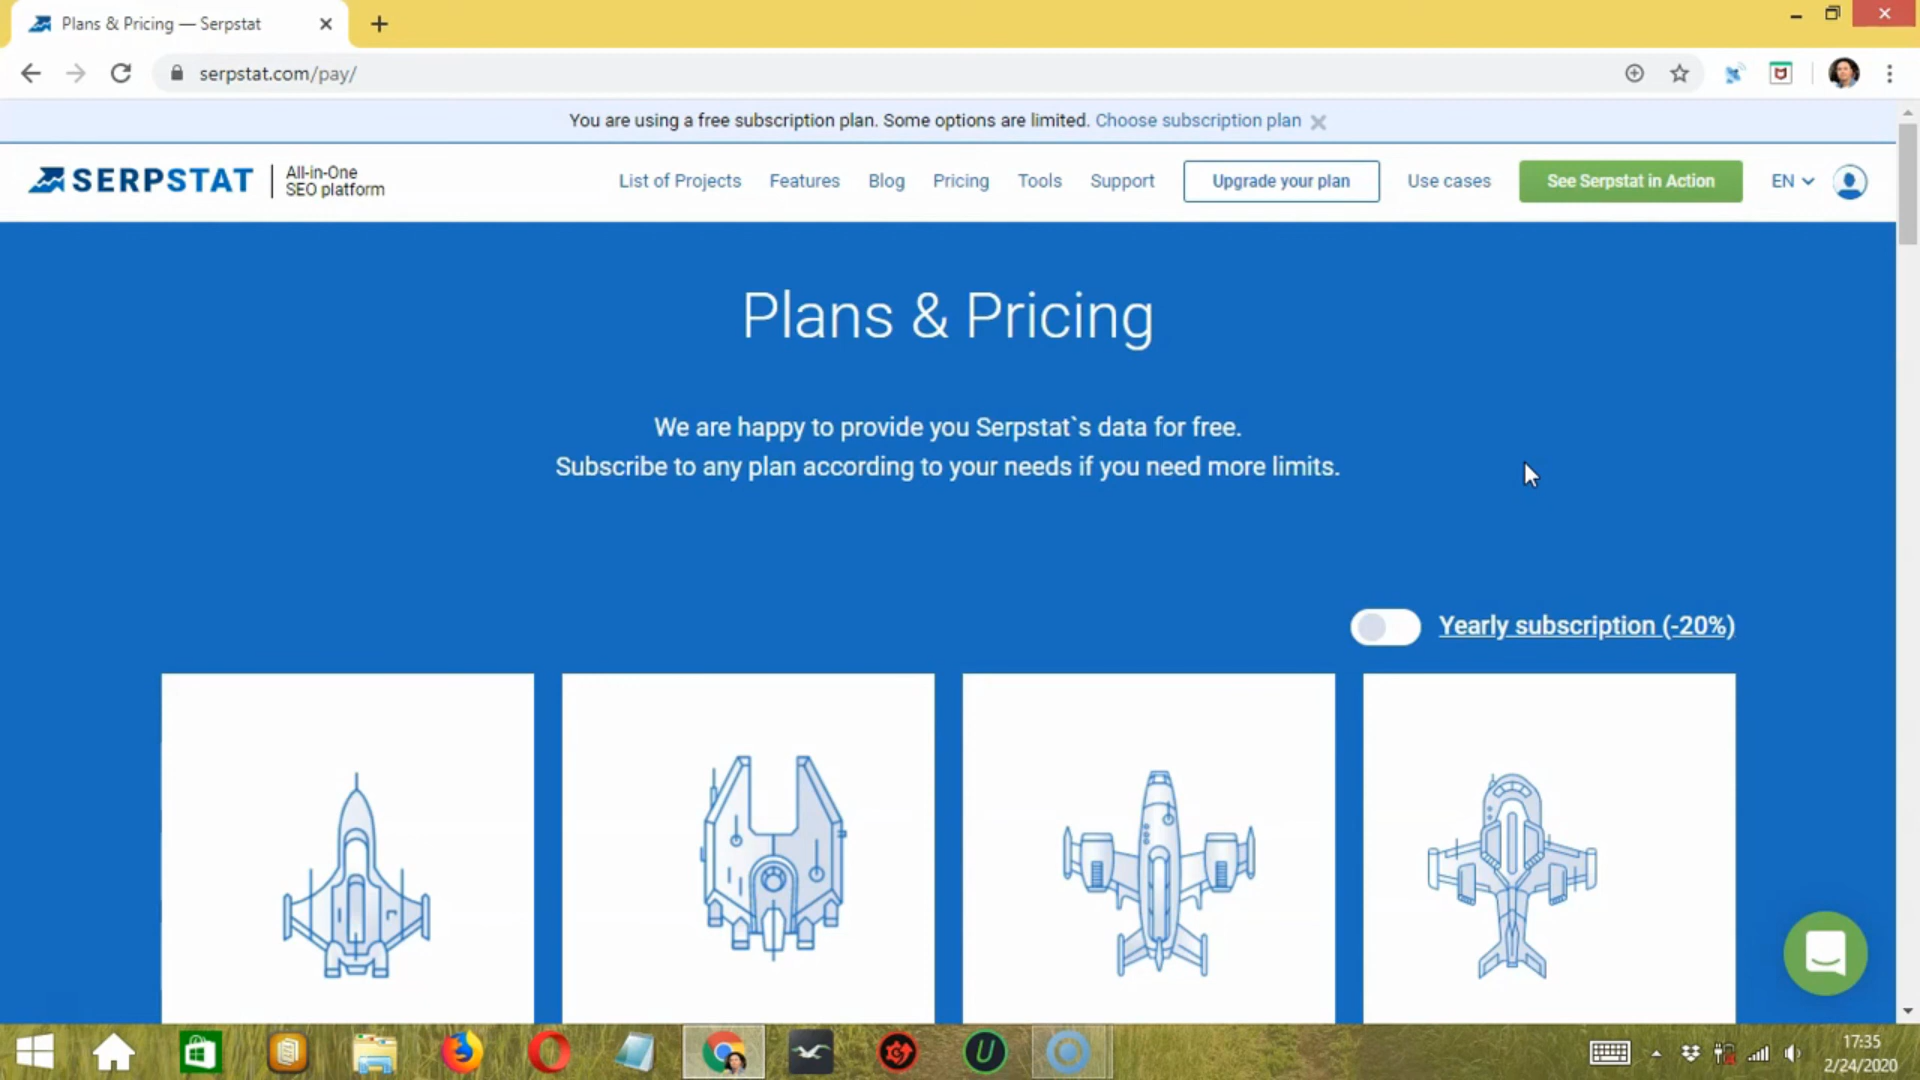 Plans & Pricing — Serpstat
serpstat.com/pay/
You are using a free subscription plan. Some options are limited. Choose subscription plan
SERPSTAT
All-in-One
SEO platform
List of Projects
Features
Blog
Pricing
Tools
Support
Upgrade your plan
Use cases
See Serpstat in Action
EN
Plans & Pricing
We are happy to provide you Serpstat`s data for free.
Subscribe to any plan according to your needs if you need more limits.
Yearly subscription (-20%)
17:35
2/24/2020